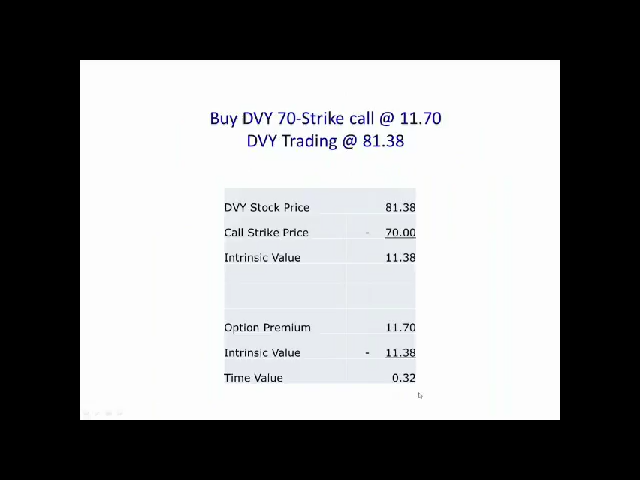 Buy DVY 70-Strike call @ 11.70
DVY Trading @ 81.38
DVY Stock Price 81.38
Call Strike Price - 70.00
Intrinsic Value 11.38
Option Premium 11.70
Intrinsic Value - 11.38
Time Value 0.32